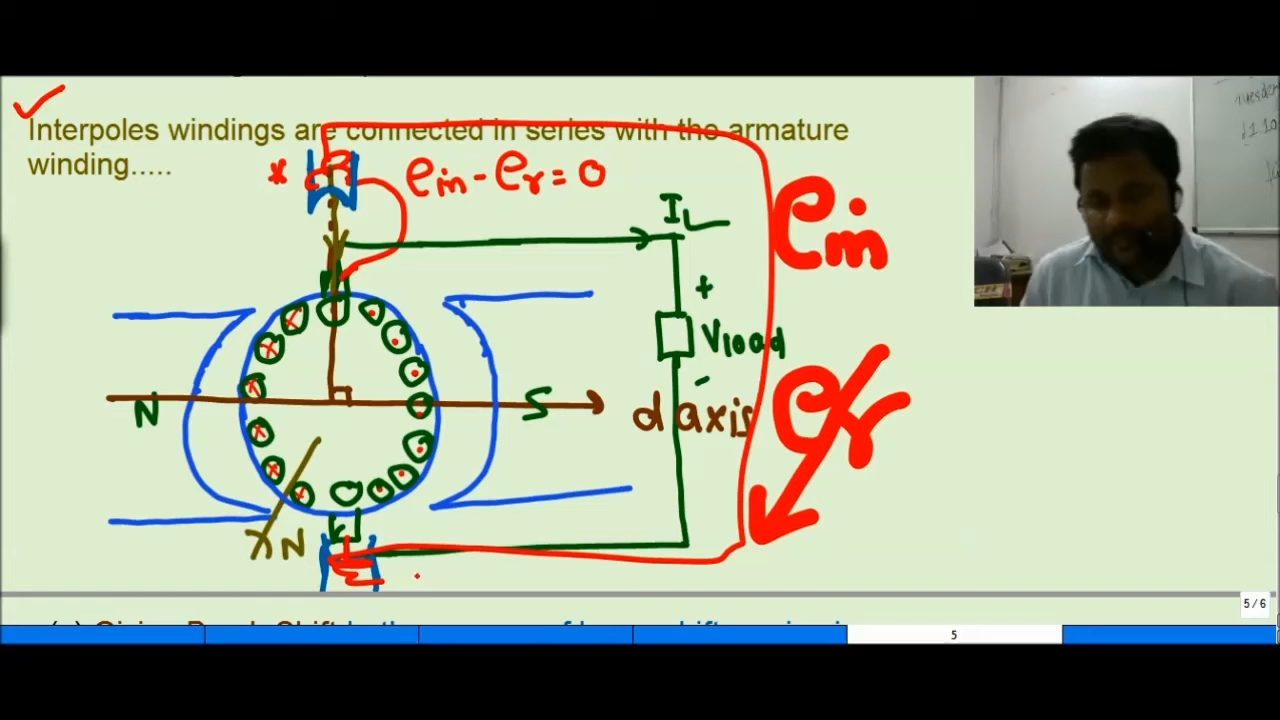 Interpoles windings are connected in series with the armature
winding.....
e_in - e_r = 0
I_L
e_in
+
V_load
-
N
S
d axis
e_r
N
5/6
5